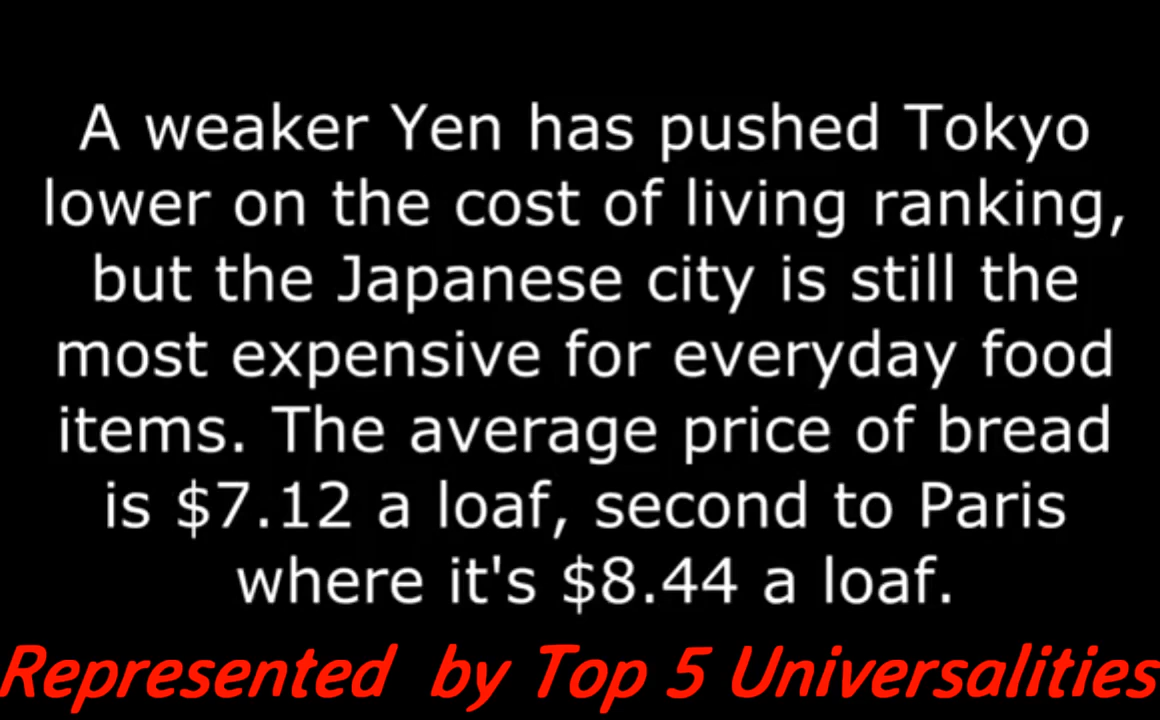 A weaker Yen has pushed Tokyo
lower on the cost of living ranking,
but the Japanese city is still the
most expensive for everyday food
items. The average price of bread
is $7.12 a loaf, second to Paris
where it's $8.44 a loaf.
Represented by Top 5 Universalities